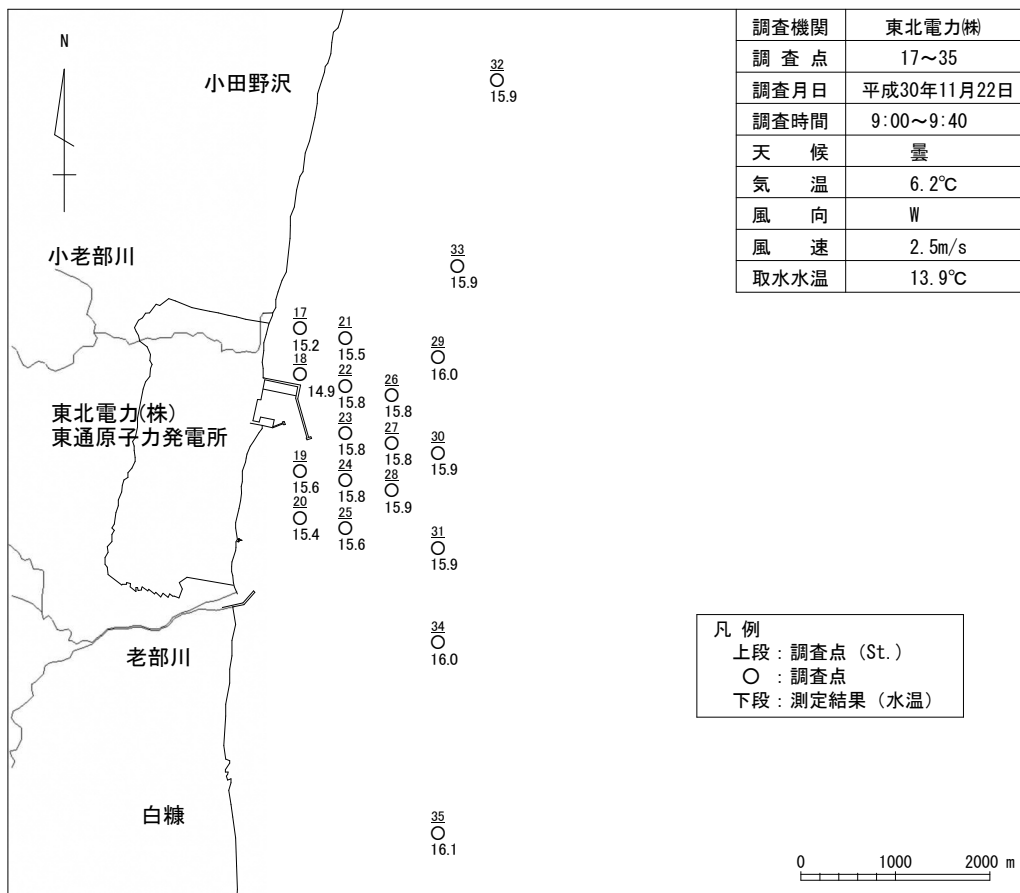 N
小田野沢
32
15.9
調査機関 東北電力㈱
調査点 17～35
調査月日 平成30年11月22日
調査時間 9:00～9:40
天候 曇
気温 6.2℃
風向 W
風速 2.5m/s
取水水温 13.9℃
小老部川
33
15.9
17
15.2
21
15.5
29
16.0
18
14.9
22
15.8
26
15.8
東北電力(株)
東通原子力発電所
23
15.8
27
15.8
30
15.9
19
15.6
24
15.8
28
15.9
20
15.4
25
15.6
31
15.9
34
16.0
老部川
凡 例
上段：調査点（St.）
○：調査点
下段：測定結果（水温）
白糠
35
16.1
0 1000 2000 m